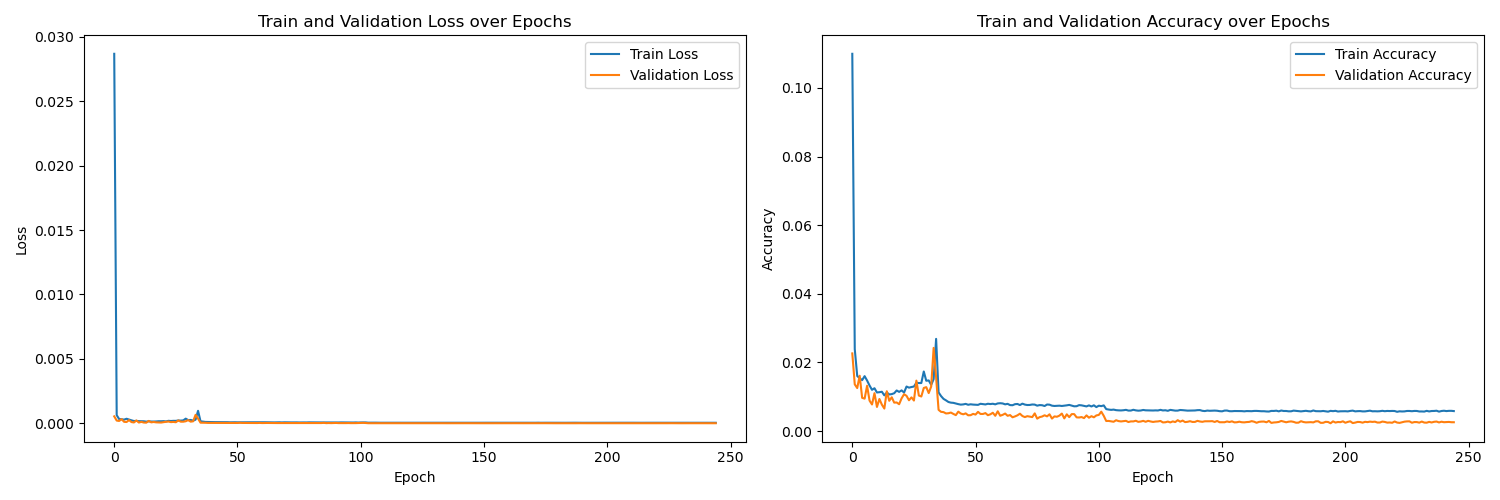 Train and Validation Loss over Epochs
0.030
0.025
0.020
0.015
0.010
0.005
0.000
Loss
0
50
100
150
200
250
Epoch
Train Loss
Validation Loss
Train and Validation Accuracy over Epochs
0.10
0.08
0.06
0.04
0.02
0.00
Accuracy
0
50
100
150
200
250
Epoch
Train Accuracy
Validation Accuracy